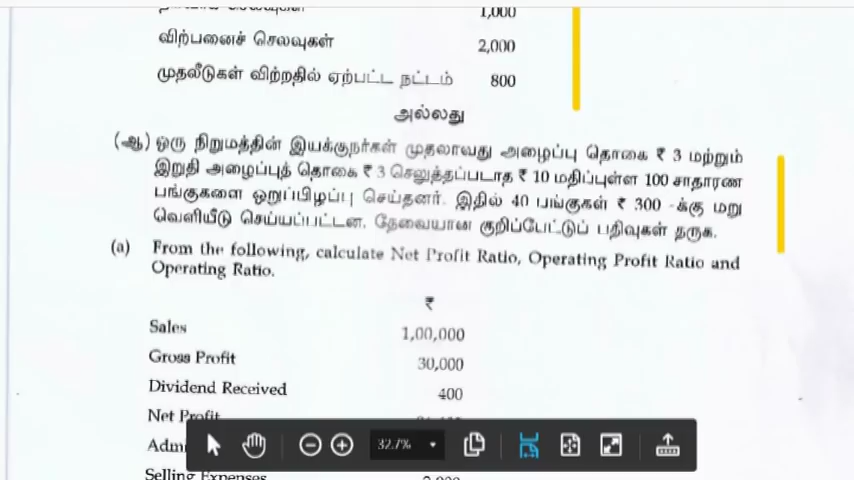 1,000
விற்பனைச் செலவுகள் 2,000
முதலீடுகள் விற்றதில் ஏற்பட்ட நட்டம் 800
அல்லது
(ஆ) ஒரு நிறுமத்தின் இயக்குநர்கள் முதலாவது அழைப்பு தொகை ₹ 3 மற்றும்
இறுதி அழைப்புத் தொகை ₹ 3 செலுத்தப்படாத ₹ 10 மதிப்புள்ள 100 சாதாரண
பங்குகளை ஒறுப்பிழப்பு செய்தனர். இதில் 40 பங்குகள் ₹ 300 -க்கு மறு
வெளியீடு செய்யப்பட்டன. தேவையான குறிப்பேட்டுப் பதிவுகள் தருக.
(a) From the following, calculate Net Profit Ratio, Operating Profit Ratio and
Operating Ratio.
₹
Sales 1,00,000
Gross Profit 30,000
Dividend Received 400
Net Profit
32.7%
Selling Expenses